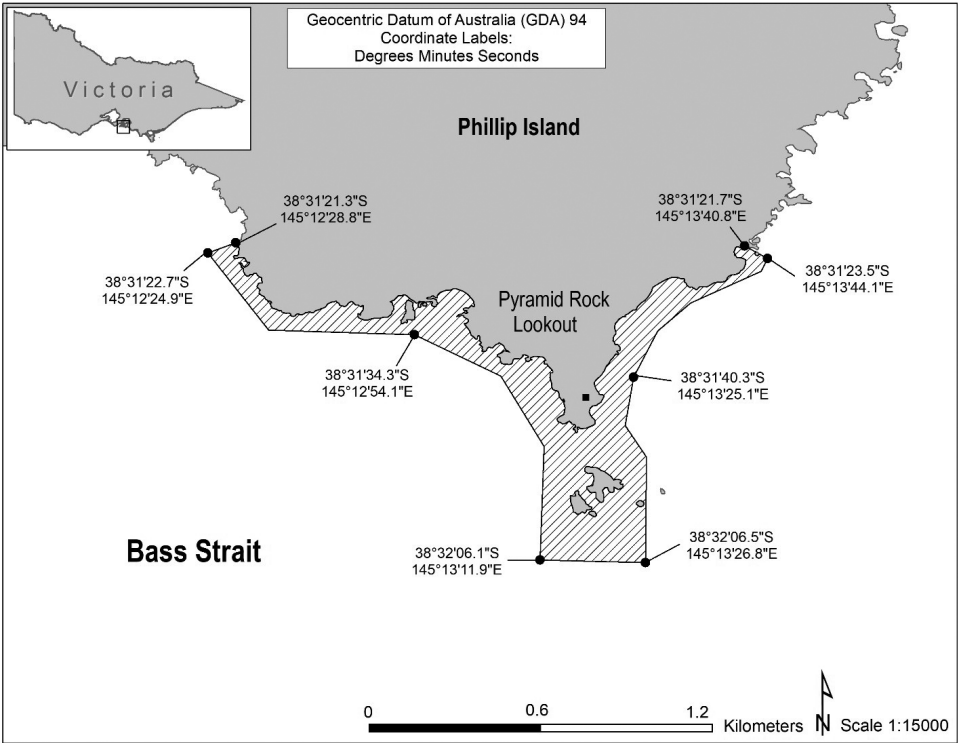 Geocentric Datum of Australia (GDA) 94
Coordinate Labels:
Degrees Minutes Seconds
Victoria
Phillip Island
38°31'21.3"S
145°12'28.8"E
38°31'21.7"S
145°13'40.8"E
38°31'22.7"S
145°12'24.9"E
38°31'23.5"S
145°13'44.1"E
Pyramid Rock
Lookout
38°31'34.3"S
145°12'54.1"E
38°31'40.3"S
145°13'25.1"E
Bass Strait
38°32'06.1"S
145°13'11.9"E
38°32'06.5"S
145°13'26.8"E
0 0.6 1.2
Kilometers N Scale 1:15000